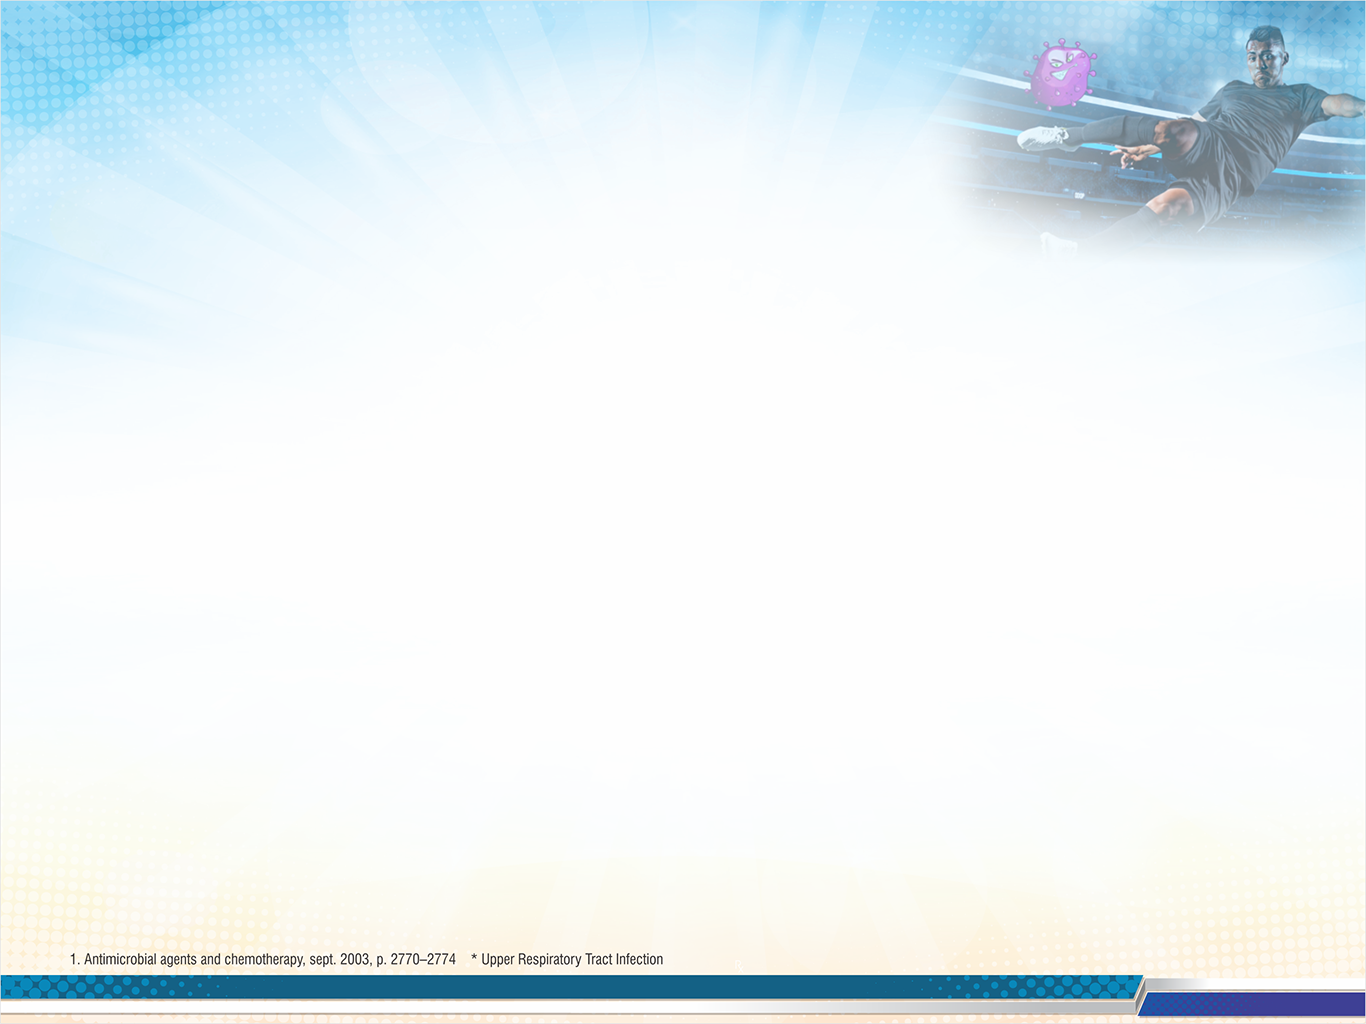 1. Antimicrobial agents and chemotherapy, sept. 2003, p. 2770–2774 * Upper Respiratory Tract Infection